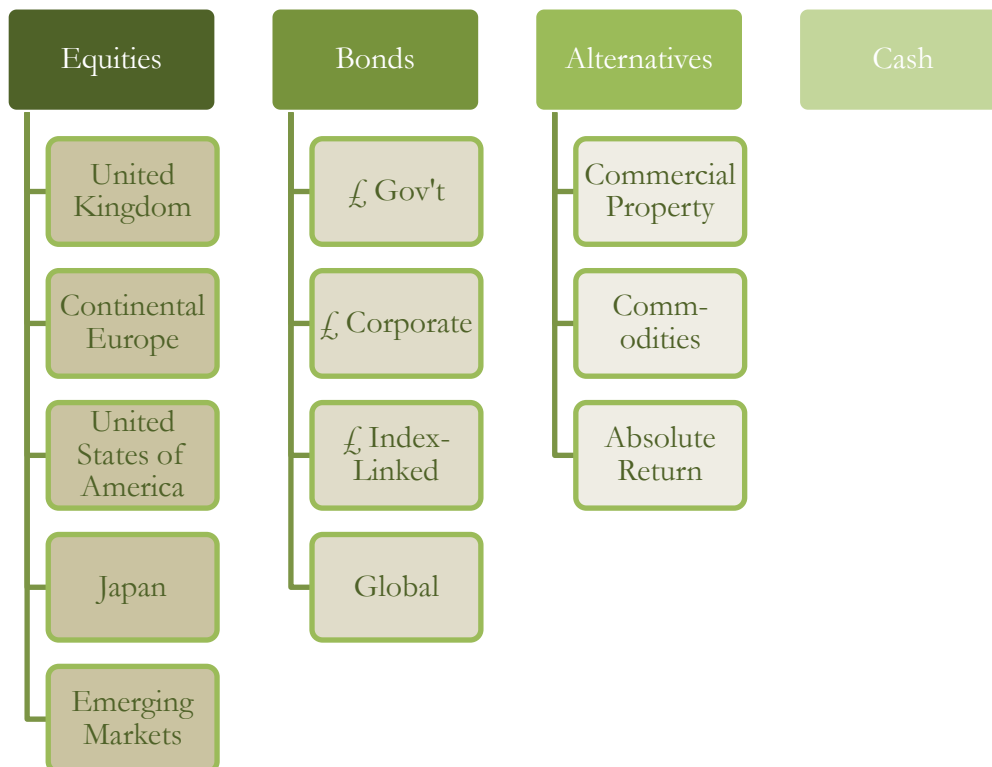 Equities
Bonds
Alternatives
Cash
United
Kingdom
Continental
Europe
United
States of
America
Japan
Emerging
Markets
£ Gov't
£ Corporate
£ Index-
Linked
Global
Commercial
Property
Comm-
odities
Absolute
Return